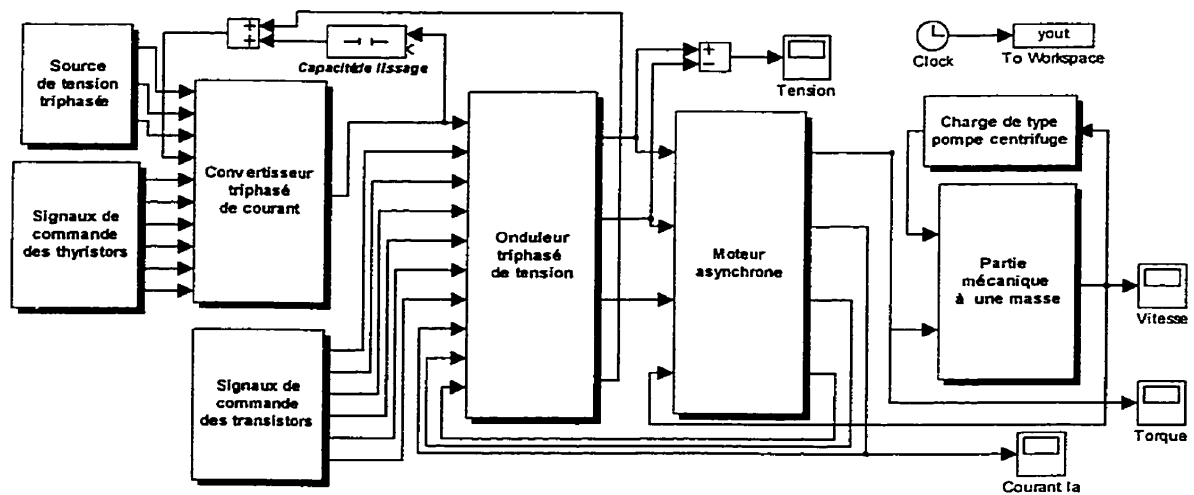 Source
de tension
triphasée
Signaux de
commande
des thyristors
+
+
Capacitéde lissage
Convertisseur
triphasé
de courant
Signaux de
commande
des transistors
Onduleur
triphasé
de tension
+
−
Tension
Moteur
asynchrone
Clock
yout
To Workspace
Charge de type
pompe centrifuge
Partie
mécanique
à une masse
Vitesse
Torque
Courant Ia